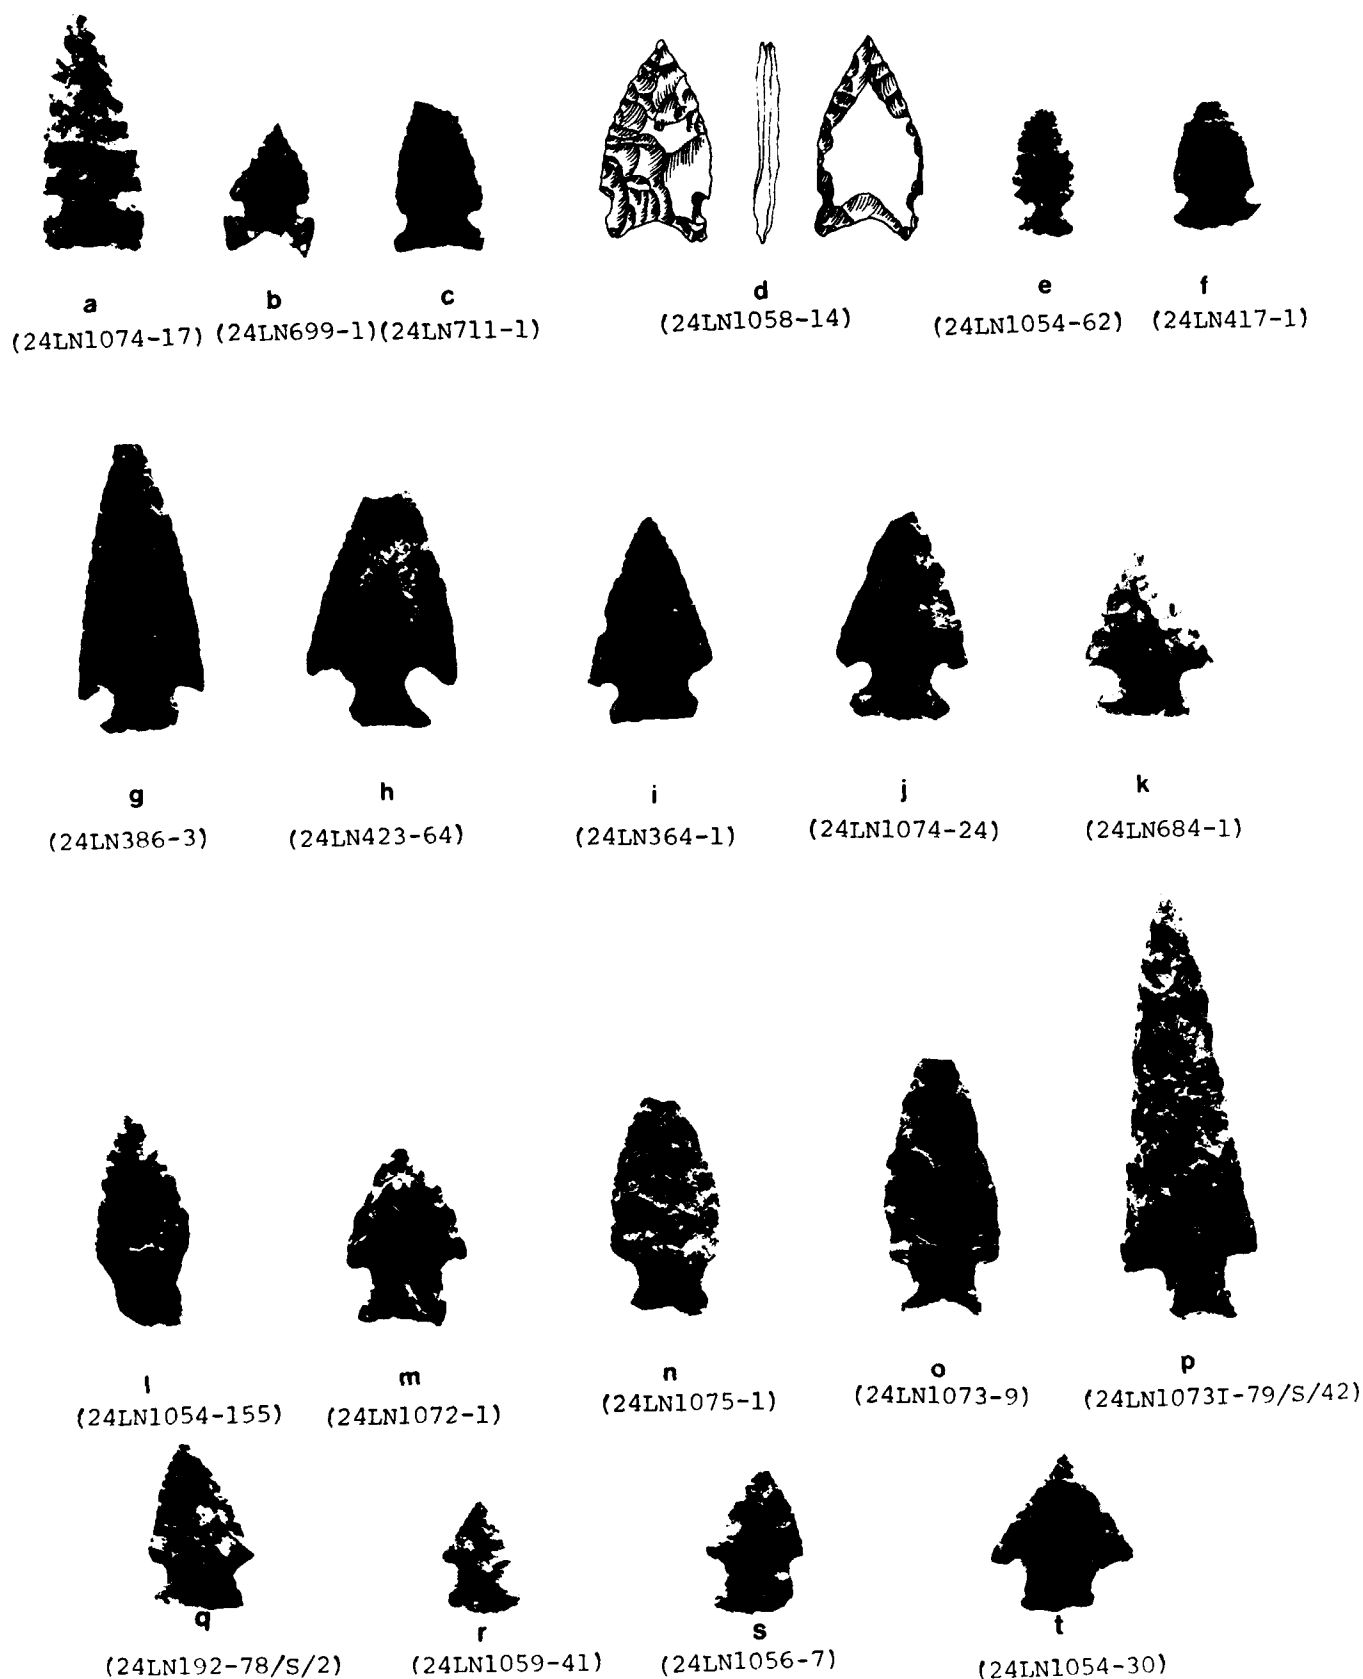 a b c d e f
(24LN1074-17) (24LN699-1) (24LN711-1) (24LN1058-14) (24LN1054-62) (24LN417-1)
g h i j k
(24LN386-3) (24LN423-64) (24LN364-1) (24LN1074-24) (24LN684-1)
l m n o p
(24LN1054-155) (24LN1072-1) (24LN1075-1) (24LN1073-9) (24LN1073I-79/S/42)
q r s t
(24LN192-78/S/2) (24LN1059-41) (24LN1056-7) (24LN1054-30)